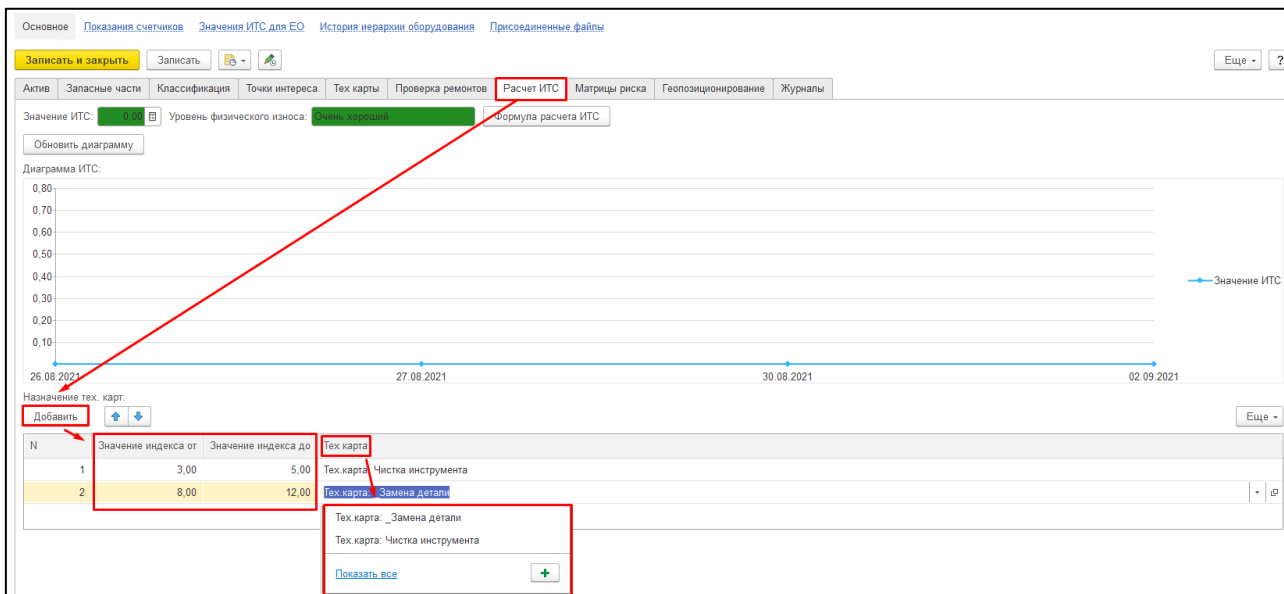 Основное Показания счетчиков Значения ИТС для ЕО История иерархии оборудования Присоединенные файлы
Записать и закрыть Записать Еще ?
Актив Запасные части Классификация Точки интереса Тех карты Проверка ремонтов Расчет ИТС Матрицы риска Геопозиционирование Журналы
Значение ИТС: 0,00 Уровень физического износа: Очень хороший Формула расчета ИТС
Обновить диаграмму
Диаграмма ИТС:
0,80
0,70
0,60
0,50
0,40
0,30
0,20
0,10
Значение ИТС
26.08.2021 27.08.2021 30.08.2021 02.09.2021
Назначение тех. карт:
Добавить Еще
N Значение индекса от Значение индекса до Тех карта
1 3,00 5,00 Тех.карта: Чистка инструмента
2 8,00 12,00 Тех.карта: _Замена детали
Тех.карта: _Замена детали
Тех.карта: Чистка инструмента
Показать все +